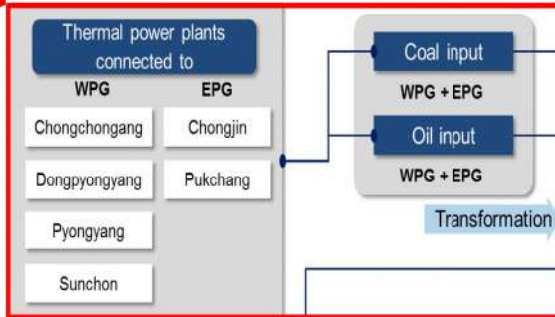 Thermal power plants
connected to
WPG EPG
Chongchongang Chongjin
Dongpyongyang Pukchang
Pyongyang
Sunchon
Coal input
WPG + EPG
Oil input
WPG + EPG
Transformation